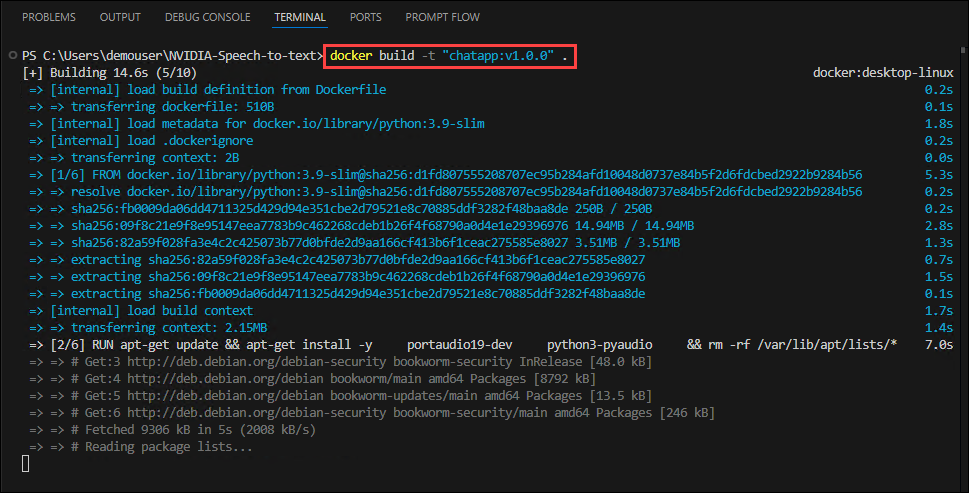 PROBLEMS OUTPUT DEBUG CONSOLE TERMINAL PORTS PROMPT FLOW
PS C:\Users\demouser\NVIDIA-Speech-to-text> docker build -t "chatapp:v1.0.0" .
[+] Building 14.6s (5/10) docker:desktop-linux
=> [internal] load build definition from Dockerfile 0.2s
=> => transferring dockerfile: 510B 0.1s
=> [internal] load metadata for docker.io/library/python:3.9-slim 1.8s
=> [internal] load .dockerignore 0.2s
=> => transferring context: 2B 0.0s
=> [1/6] FROM docker.io/library/python:3.9-slim@sha256:d1fd807555208707ec95b284afd10048d0737e84b5f2d6fdcbed2922b9284b56 5.3s
=> => resolve docker.io/library/python:3.9-slim@sha256:d1fd807555208707ec95b284afd10048d0737e84b5f2d6fdcbed2922b9284b56 0.2s
=> => sha256:fb0009da06dd4711325d429d94e351cbe2d79521e8c70885ddf3282f48baa8de 250B / 250B 0.2s
=> => sha256:09f8c21e9f8e95147eea7783b9c462268cdeb1b26f4f68790a0d4e1e29396976 14.94MB / 14.94MB 2.8s
=> => sha256:82a59f028fa3e4c2c425073b77d0bfde2d9aa166cf413b6f1ceac275585e8027 3.51MB / 3.51MB 1.3s
=> => extracting sha256:82a59f028fa3e4c2c425073b77d0bfde2d9aa166cf413b6f1ceac275585e8027 0.7s
=> => extracting sha256:09f8c21e9f8e95147eea7783b9c462268cdeb1b26f4f68790a0d4e1e29396976 1.5s
=> => extracting sha256:fb0009da06dd4711325d429d94e351cbe2d79521e8c70885ddf3282f48baa8de 0.1s
=> [internal] load build context 1.7s
=> => transferring context: 2.15MB 1.4s
=> [2/6] RUN apt-get update && apt-get install -y portaudio19-dev python3-pyaudio && rm -rf /var/lib/apt/lists/* 7.0s
=> => # Get:3 http://deb.debian.org/debian-security bookworm-security InRelease [48.0 kB]
=> => # Get:4 http://deb.debian.org/debian bookworm/main amd64 Packages [8792 kB]
=> => # Get:5 http://deb.debian.org/debian bookworm-updates/main amd64 Packages [13.5 kB]
=> => # Get:6 http://deb.debian.org/debian-security bookworm-security/main amd64 Packages [246 kB]
=> => # Fetched 9306 kB in 5s (2008 kB/s)
=> => # Reading package lists...